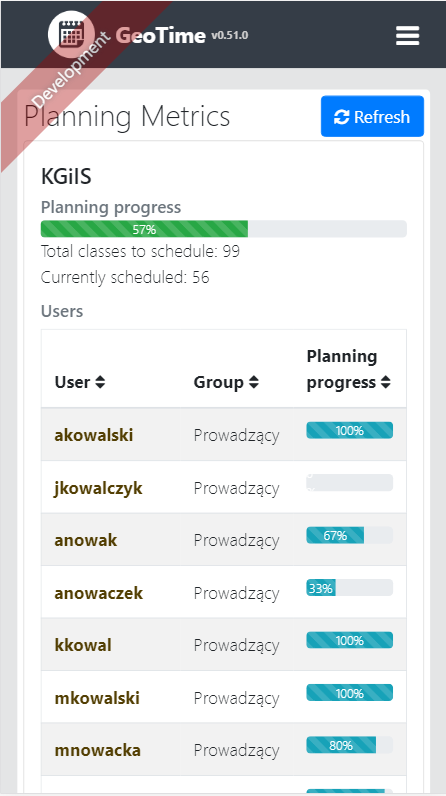 Development
GeoTime v0.51.0
Planning Metrics
Refresh
KGiIS
Planning progress
57%
Total classes to schedule: 99
Currently scheduled: 56
Users
User Group Planning progress
akowalski Prowadzący 100%
jkowalczyk Prowadzący
anowak Prowadzący 67%
anowaczek Prowadzący 33%
kkowal Prowadzący 100%
mkowalski Prowadzący 100%
mnowacka Prowadzący 80%